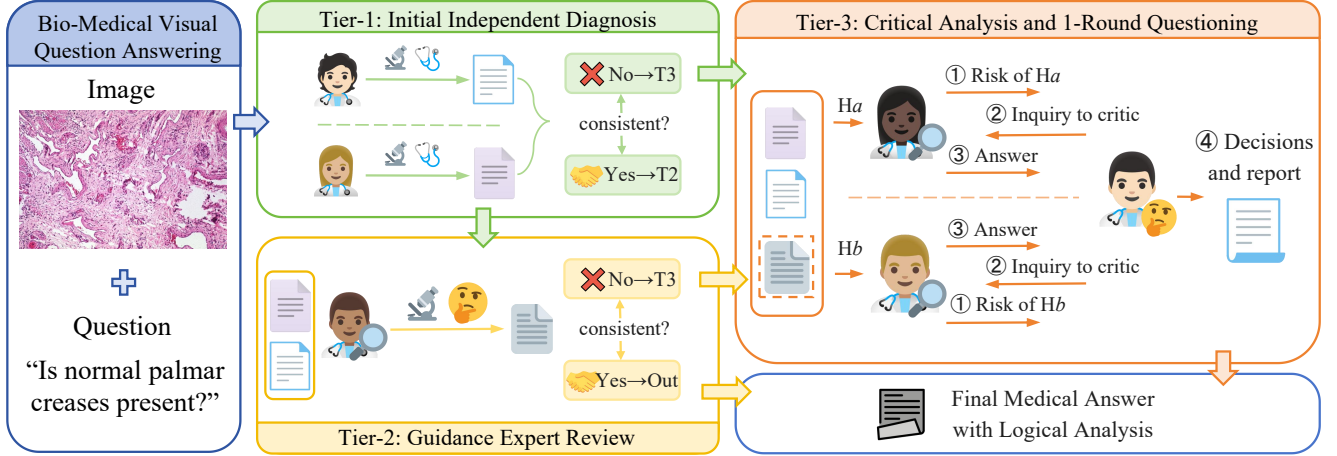 Bio-Medical Visual
Question Answering
Image
Question
“Is normal palmar
creases present?”
Tier-1: Initial Independent Diagnosis
No→T3
consistent?
Yes→T2
No→T3
consistent?
Yes→Out
Tier-2: Guidance Expert Review
Tier-3: Critical Analysis and 1-Round Questioning
Ha
① Risk of Ha
② Inquiry to critic
③ Answer
④ Decisions
and report
Hb
③ Answer
② Inquiry to critic
① Risk of Hb
Final Medical Answer
with Logical Analysis